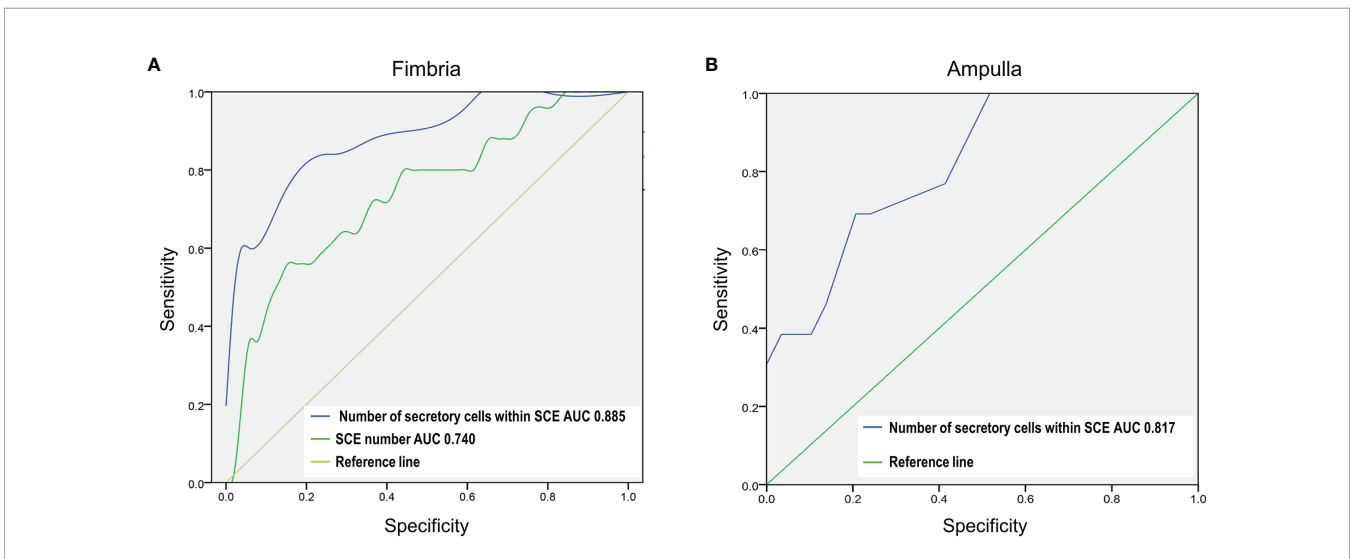 A
Fimbria
1.0
0.8
0.6
0.4
0.2
0.0
Sensitivity
Number of secretory cells within SCE AUC 0.885
SCE number AUC 0.740
Reference line
0.0 0.2 0.4 0.6 0.8 1.0
Specificity
B
Ampulla
1.0
0.8
0.6
0.4
0.2
0.0
Sensitivity
Number of secretory cells within SCE AUC 0.817
Reference line
0.0 0.2 0.4 0.6 0.8 1.0
Specificity